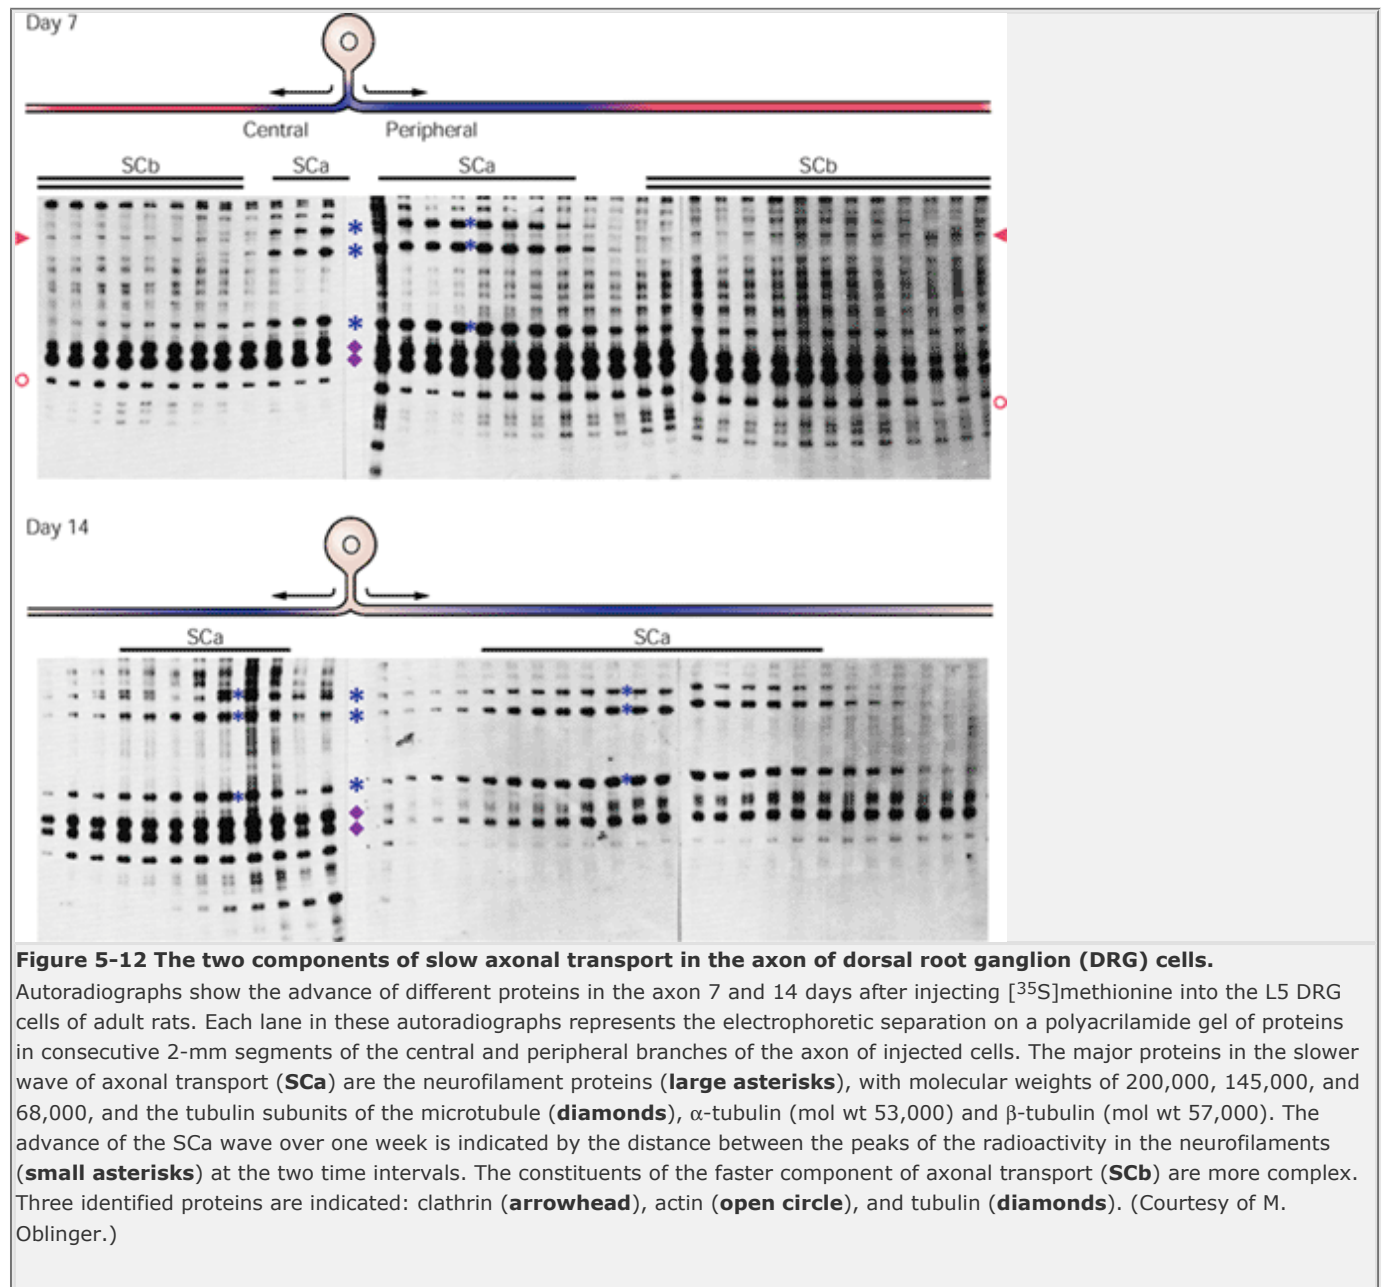 Day 7
Central Peripheral
SCb SCa SCa SCb
Day 14
SCa SCa
Figure 5-12 The two components of slow axonal transport in the axon of dorsal root ganglion (DRG) cells.
Autoradiographs show the advance of different proteins in the axon 7 and 14 days after injecting [³⁵S]methionine into the L5 DRG
cells of adult rats. Each lane in these autoradiographs represents the electrophoretic separation on a polyacrilamide gel of proteins
in consecutive 2-mm segments of the central and peripheral branches of the axon of injected cells. The major proteins in the slower
wave of axonal transport (SCa) are the neurofilament proteins (large asterisks), with molecular weights of 200,000, 145,000, and
68,000, and the tubulin subunits of the microtubule (diamonds), α-tubulin (mol wt 53,000) and β-tubulin (mol wt 57,000). The
advance of the SCa wave over one week is indicated by the distance between the peaks of the radioactivity in the neurofilaments
(small asterisks) at the two time intervals. The constituents of the faster component of axonal transport (SCb) are more complex.
Three identified proteins are indicated: clathrin (arrowhead), actin (open circle), and tubulin (diamonds). (Courtesy of M.
Oblinger.)